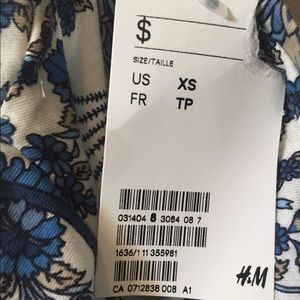 $
SIZE/TAILLE
US XS
FR TP
031404 8 3084 08 7
1636/111355981
H&M
CA 0712838 008 A1